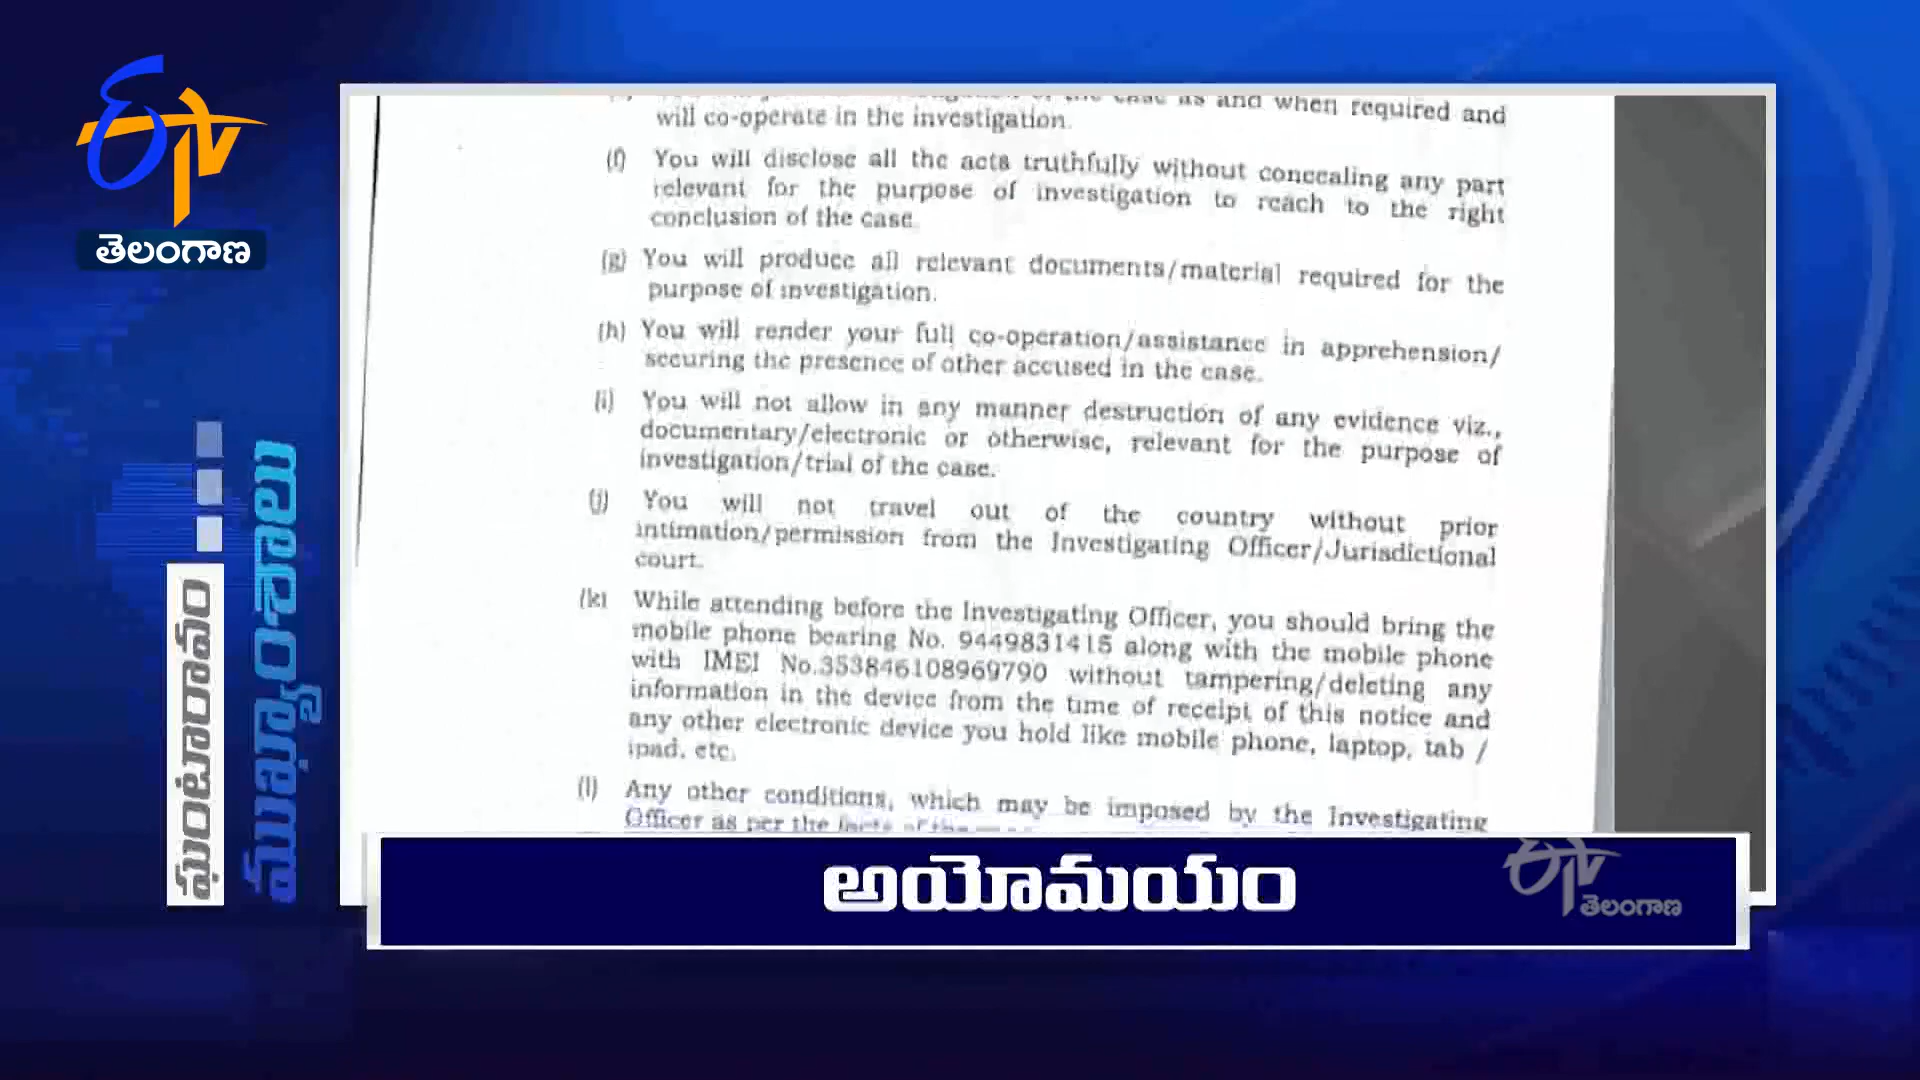 ETV
తెలంగాణ
ఘంటారావం
ముఖ్యాంశాలు
case as and when required and
will co-operate in the investigation.
(f) You will disclose all the acts truthfully without concealing any part
relevant for the purpose of investigation to reach to the right
conclusion of the case.
(g) You will produce all relevant documents/material required for the
purpose of investigation.
(h) You will render your full co-operation/assistance in apprehension/
securing the presence of other accused in the case.
(i) You will not allow in any manner destruction of any evidence viz.,
documentary/electronic or otherwise, relevant for the purpose of
investigation/trial of the case.
(j) You will not travel out of the country without prior
intimation/permission from the Investigating Officer/Jurisdictional
court.
(k) While attending before the Investigating Officer, you should bring the
mobile phone bearing No. 9449831415 along with the mobile phone
with IMEI No.353846108969790 without tampering/deleting any
information in the device from the time of receipt of this notice and
any other electronic device you hold like mobile phone, laptop, tab /
ipad. etc.
(l) Any other conditions, which may be imposed by the Investigating
Officer as per the
అయోమయం
ETV
తెలంగాణ